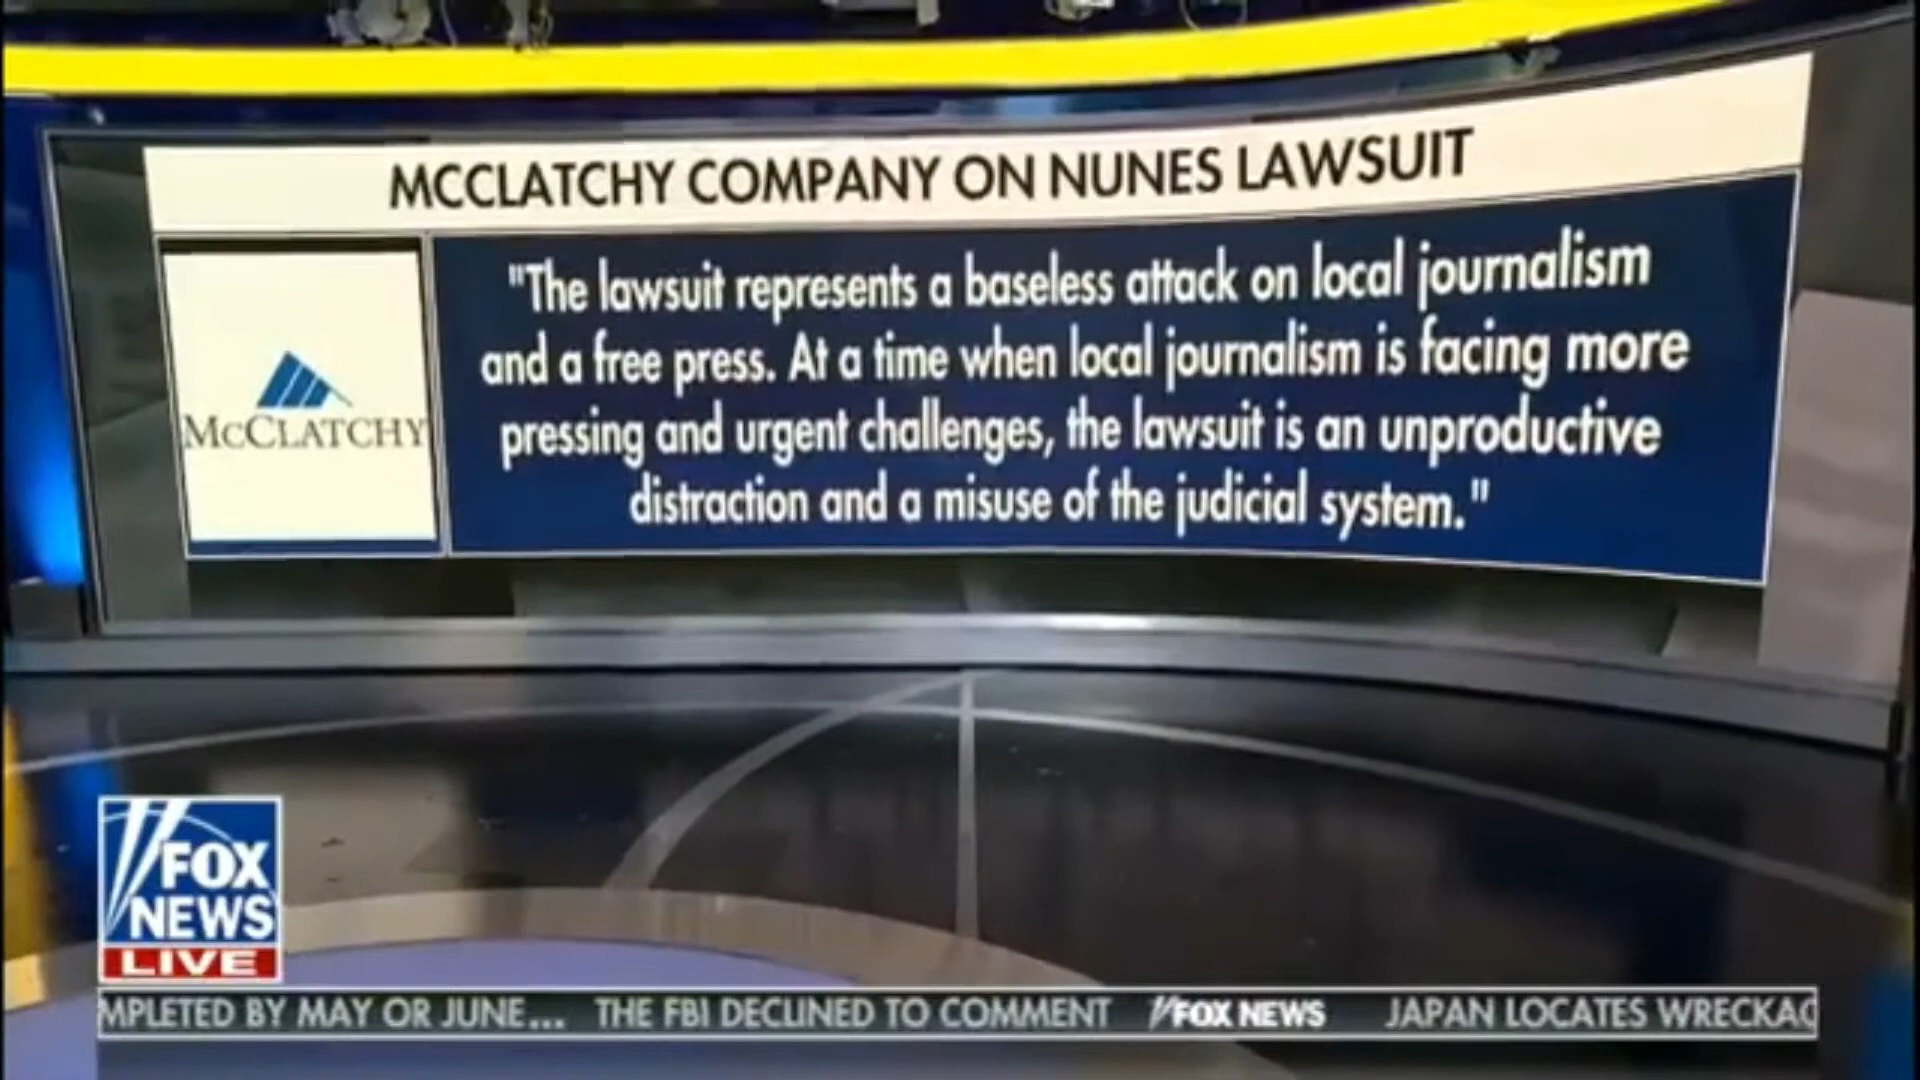 MCCLATCHY COMPANY ON NUNES LAWSUIT
MCCLATCHY
"The lawsuit represents a baseless attack on local journalism
and a free press. At a time when local journalism is facing more
pressing and urgent challenges, the lawsuit is an unproductive
distraction and a misuse of the judicial system."
FOX
NEWS
LIVE
MPLETED BY MAY OR JUNE... THE FBI DECLINED TO COMMENT FOX NEWS JAPAN LOCATES WRECKAG